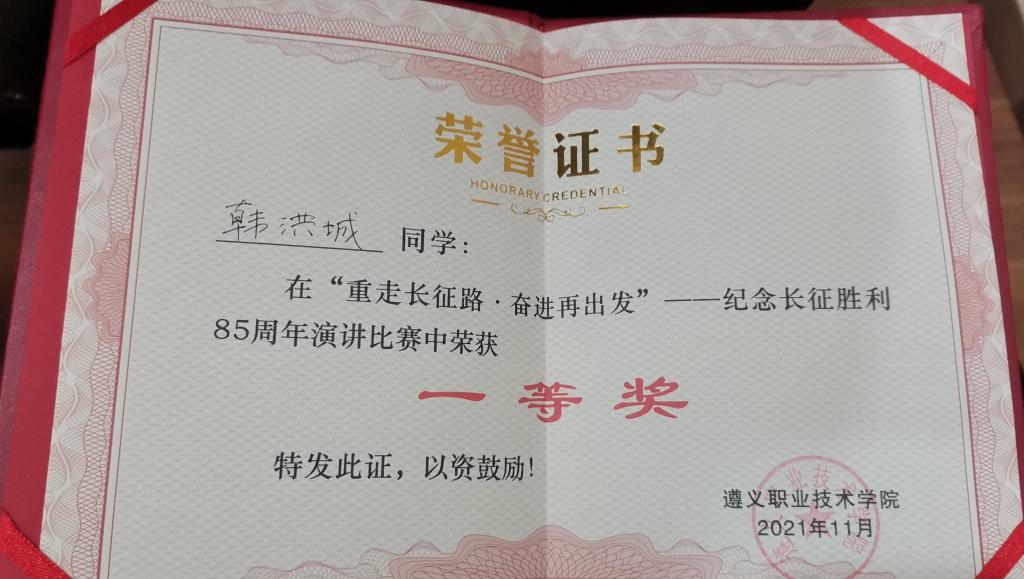 荣誉证书
HONORARY CREDENTIAL
韩洪城 同学：
在“重走长征路·奋进再出发”——纪念长征胜利
85周年演讲比赛中荣获
一等奖
特发此证，以资鼓励！
遵义职业技术学院
2021年11月